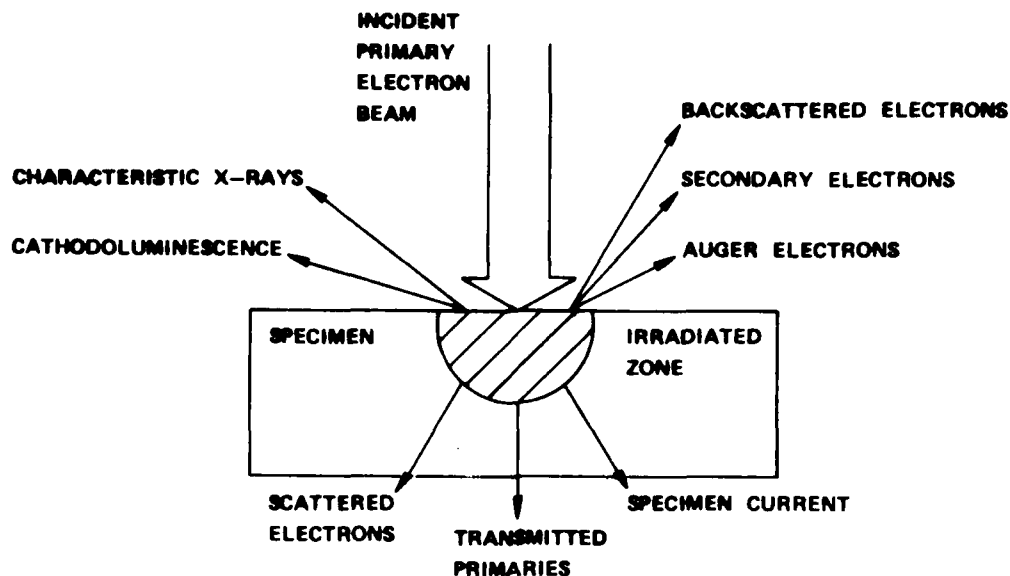 INCIDENT
PRIMARY
ELECTRON
BEAM
BACKSCATTERED ELECTRONS
CHARACTERISTIC X-RAYS
SECONDARY ELECTRONS
CATHODOLUMINESCENCE
AUGER ELECTRONS
SPECIMEN
IRRADIATED
ZONE
SCATTERED
ELECTRONS
SPECIMEN CURRENT
TRANSMITTED
PRIMARIES